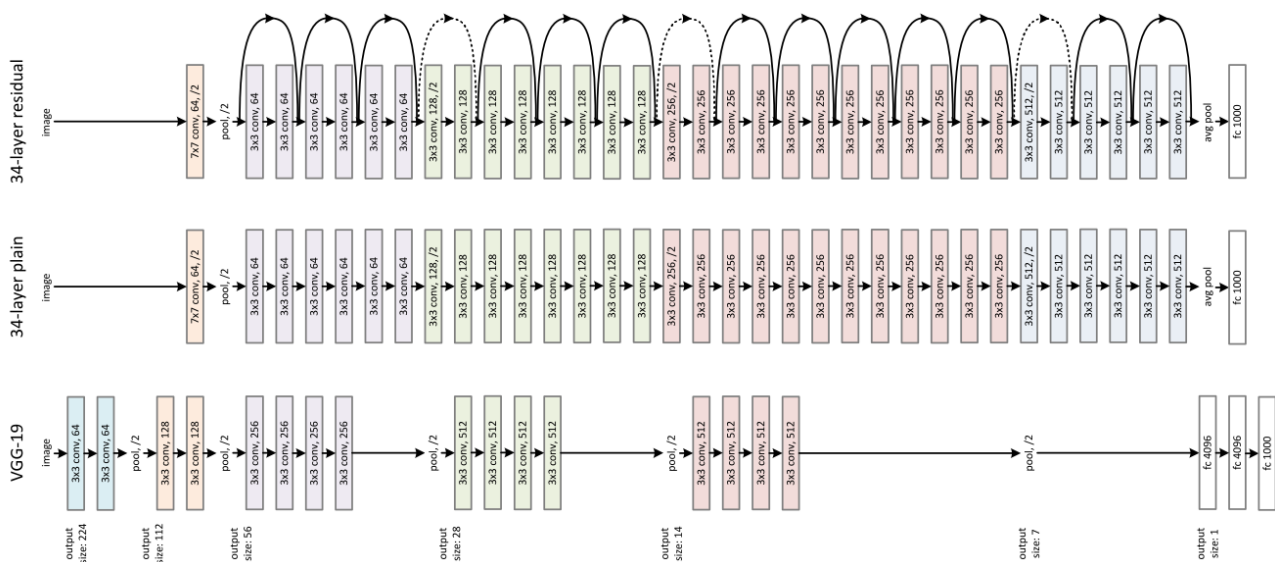 34-layer residual
image
7x7 conv, 64, /2
pool, /2
3x3 conv, 64
3x3 conv, 64
3x3 conv, 64
3x3 conv, 64
3x3 conv, 64
3x3 conv, 64
3x3 conv, 128, /2
3x3 conv, 128
3x3 conv, 128
3x3 conv, 128
3x3 conv, 128
3x3 conv, 128
3x3 conv, 128
3x3 conv, 128
3x3 conv, 256, /2
3x3 conv, 256
3x3 conv, 256
3x3 conv, 256
3x3 conv, 256
3x3 conv, 256
3x3 conv, 256
3x3 conv, 256
3x3 conv, 256
3x3 conv, 256
3x3 conv, 256
3x3 conv, 256
3x3 conv, 512, /2
3x3 conv, 512
3x3 conv, 512
3x3 conv, 512
3x3 conv, 512
3x3 conv, 512
avg pool
fc 1000
34-layer plain
image
7x7 conv, 64, /2
pool, /2
3x3 conv, 64
3x3 conv, 64
3x3 conv, 64
3x3 conv, 64
3x3 conv, 64
3x3 conv, 64
3x3 conv, 128, /2
3x3 conv, 128
3x3 conv, 128
3x3 conv, 128
3x3 conv, 128
3x3 conv, 128
3x3 conv, 128
3x3 conv, 128
3x3 conv, 256, /2
3x3 conv, 256
3x3 conv, 256
3x3 conv, 256
3x3 conv, 256
3x3 conv, 256
3x3 conv, 256
3x3 conv, 256
3x3 conv, 256
3x3 conv, 256
3x3 conv, 256
3x3 conv, 256
3x3 conv, 512, /2
3x3 conv, 512
3x3 conv, 512
3x3 conv, 512
3x3 conv, 512
3x3 conv, 512
avg pool
fc 1000
VGG-19
image
3x3 conv, 64
3x3 conv, 64
pool, /2
3x3 conv, 128
3x3 conv, 128
pool, /2
3x3 conv, 256
3x3 conv, 256
3x3 conv, 256
3x3 conv, 256
pool, /2
3x3 conv, 512
3x3 conv, 512
3x3 conv, 512
3x3 conv, 512
pool, /2
3x3 conv, 512
3x3 conv, 512
3x3 conv, 512
3x3 conv, 512
pool, /2
fc 4096
fc 4096
fc 1000
output
size: 224
output
size: 112
output
size: 56
output
size: 28
output
size: 14
output
size: 7
output
size: 1